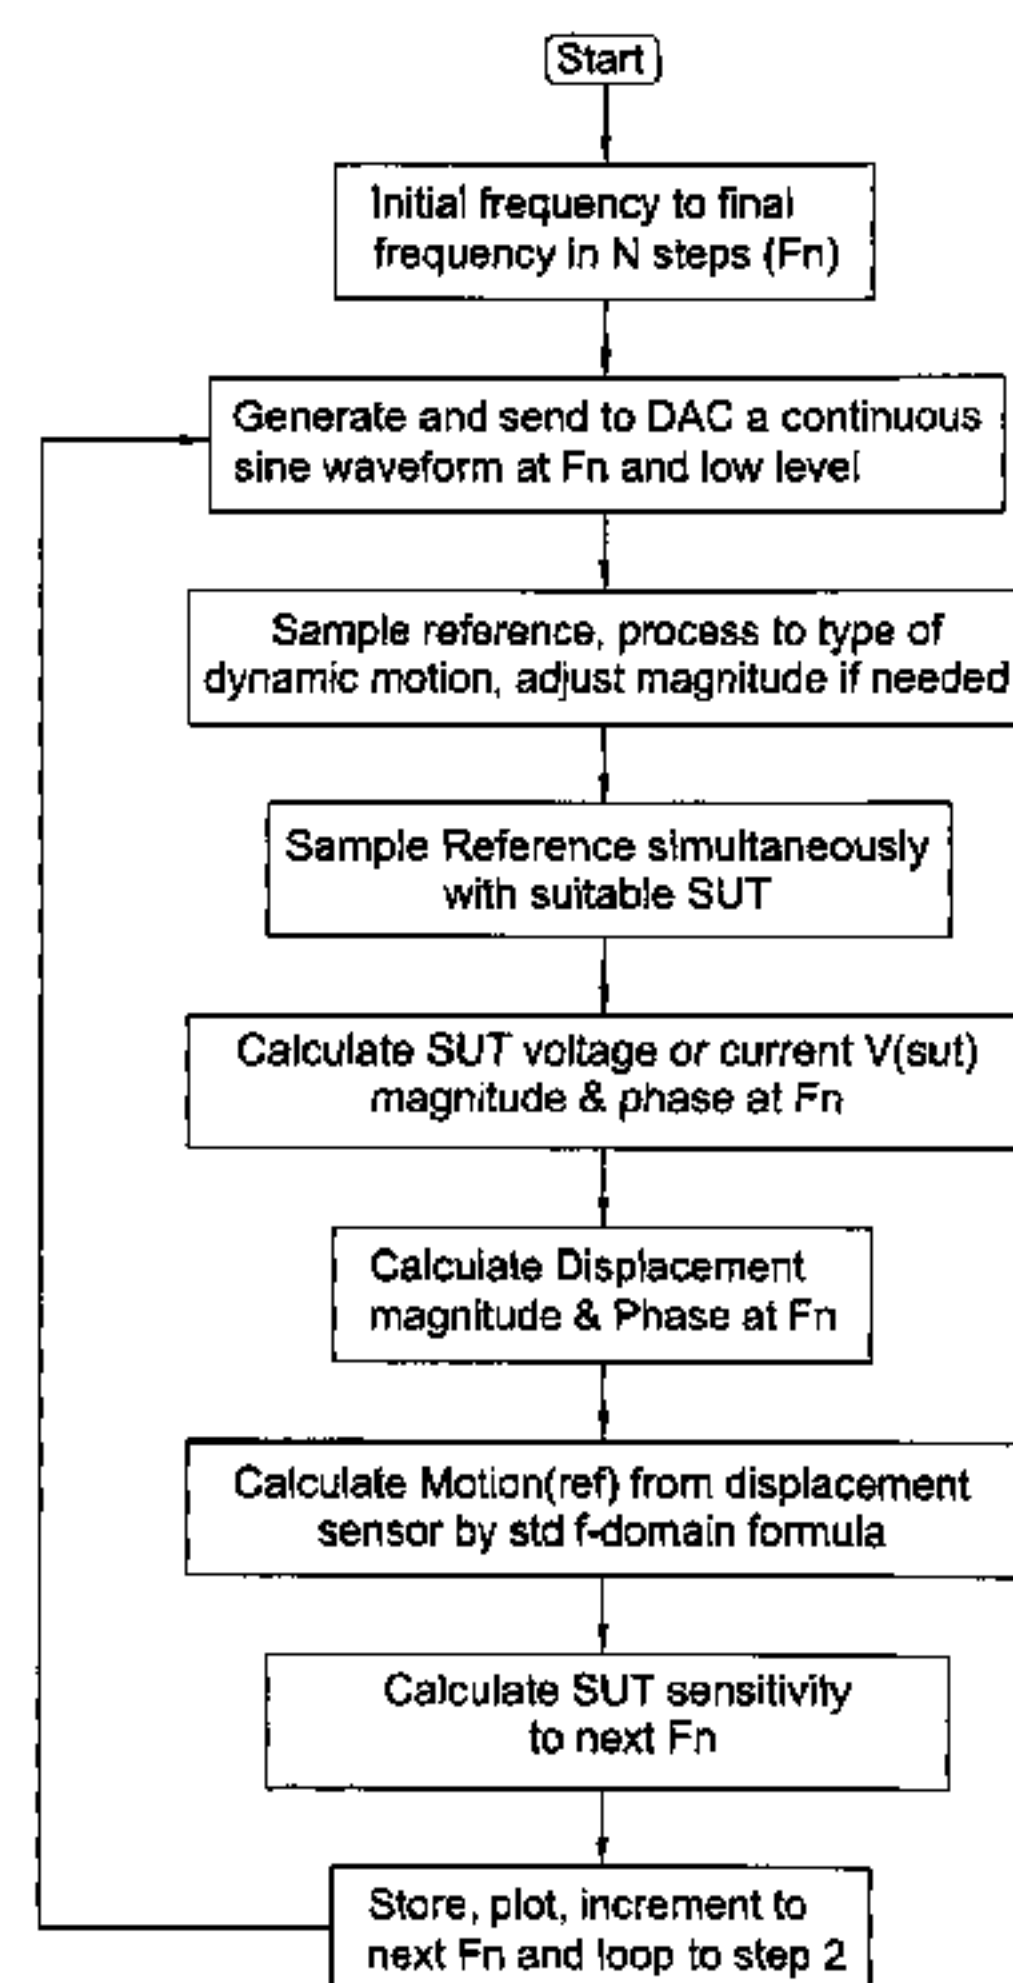 Start
Initial frequency to final
frequency in N steps (Fn)
Generate and send to DAC a continuous
sine waveform at Fn and low level
Sample reference, process to type of
dynamic motion, adjust magnitude if needed
Sample Reference simultaneously
with suitable SUT
Calculate SUT voltage or current V(sut)
magnitude & phase at Fn
Calculate Displacement
magnitude & Phase at Fn
Calculate Motion(ref) from displacement
sensor by std f-domain formula
Calculate SUT sensitivity
to next Fn
Store, plot, increment to
next Fn and loop to step 2